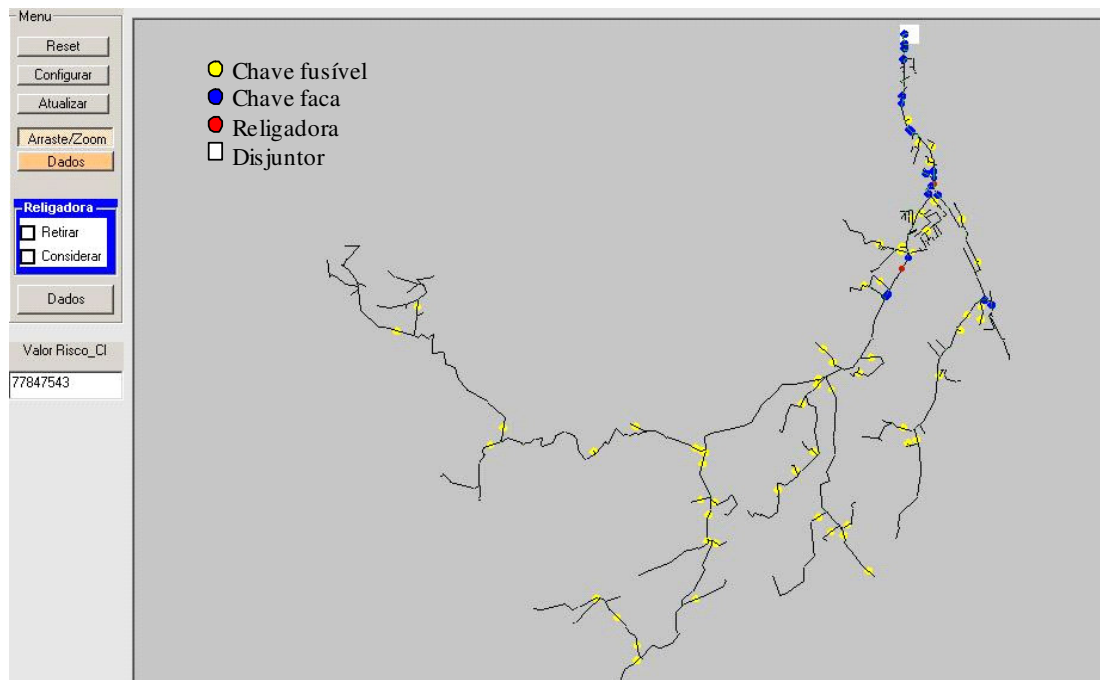 Menu
Reset
Configurar
Atualizar
Arraste/Zoom
Dados
Religadora
Retirar
Considerar
Dados
Valor Risco_CI
77847543
Chave fusível
Chave faca
Religadora
Disjuntor